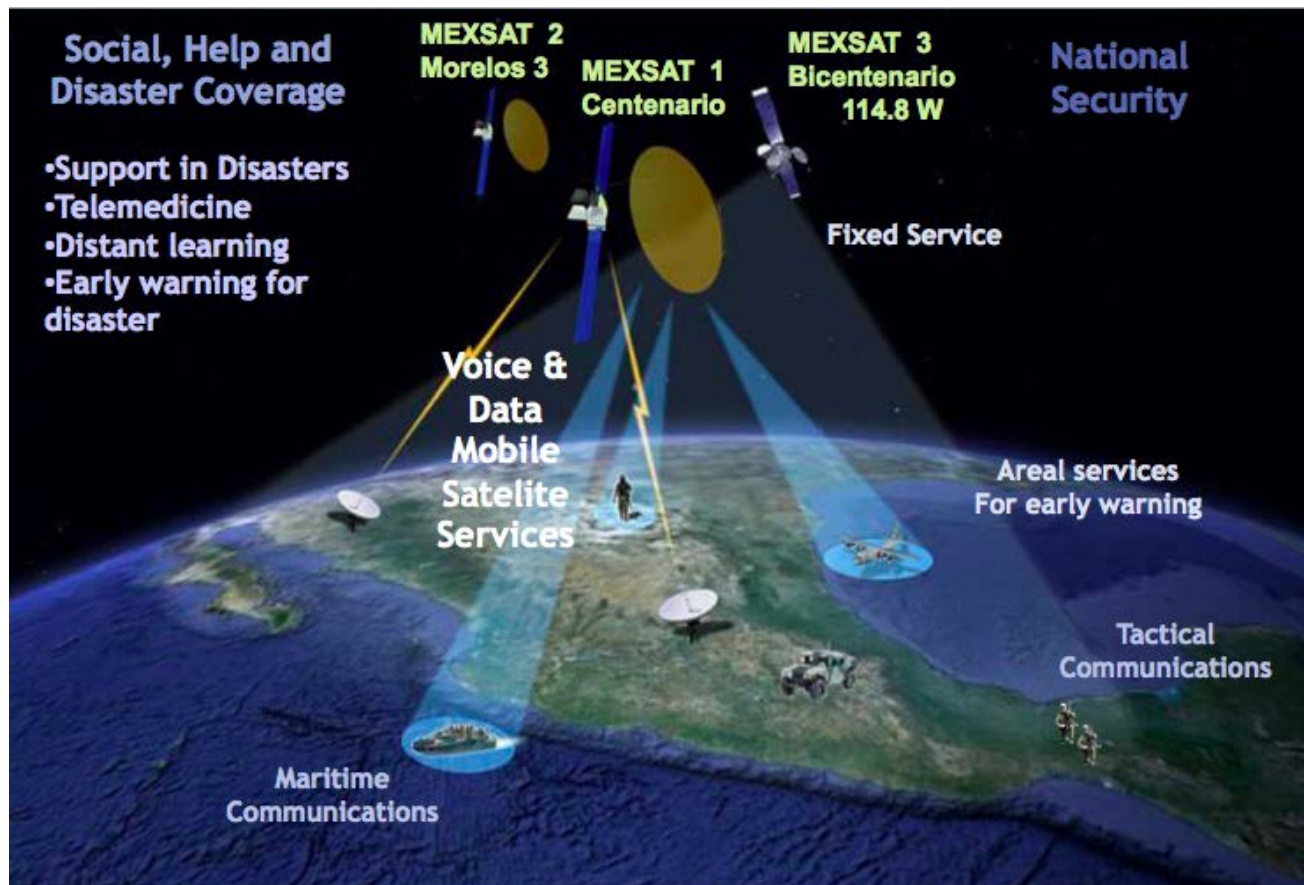 Social, Help and
Disaster Coverage
•Support in Disasters
•Telemedicine
•Distant learning
•Early warning for
disaster
MEXSAT 2
Morelos 3
MEXSAT 1
Centenario
MEXSAT 3
Bicentenario
114.8 W
National
Security
Fixed Service
Voice &
Data
Mobile
Satelite
Services
Areal services
For early warning
Tactical
Communications
Maritime
Communications